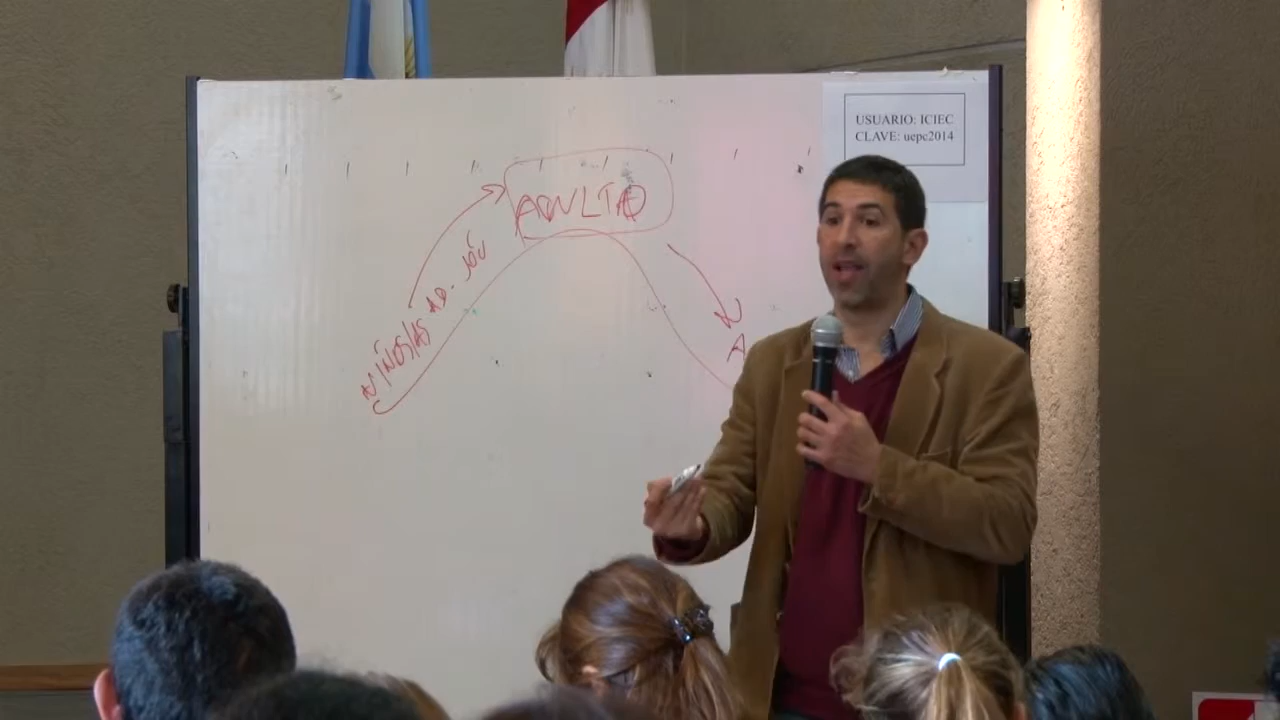 USUARIO: ICIEC
CLAVE: uepc2014
ADULTO
NIÑOS/AS AD. JÓV